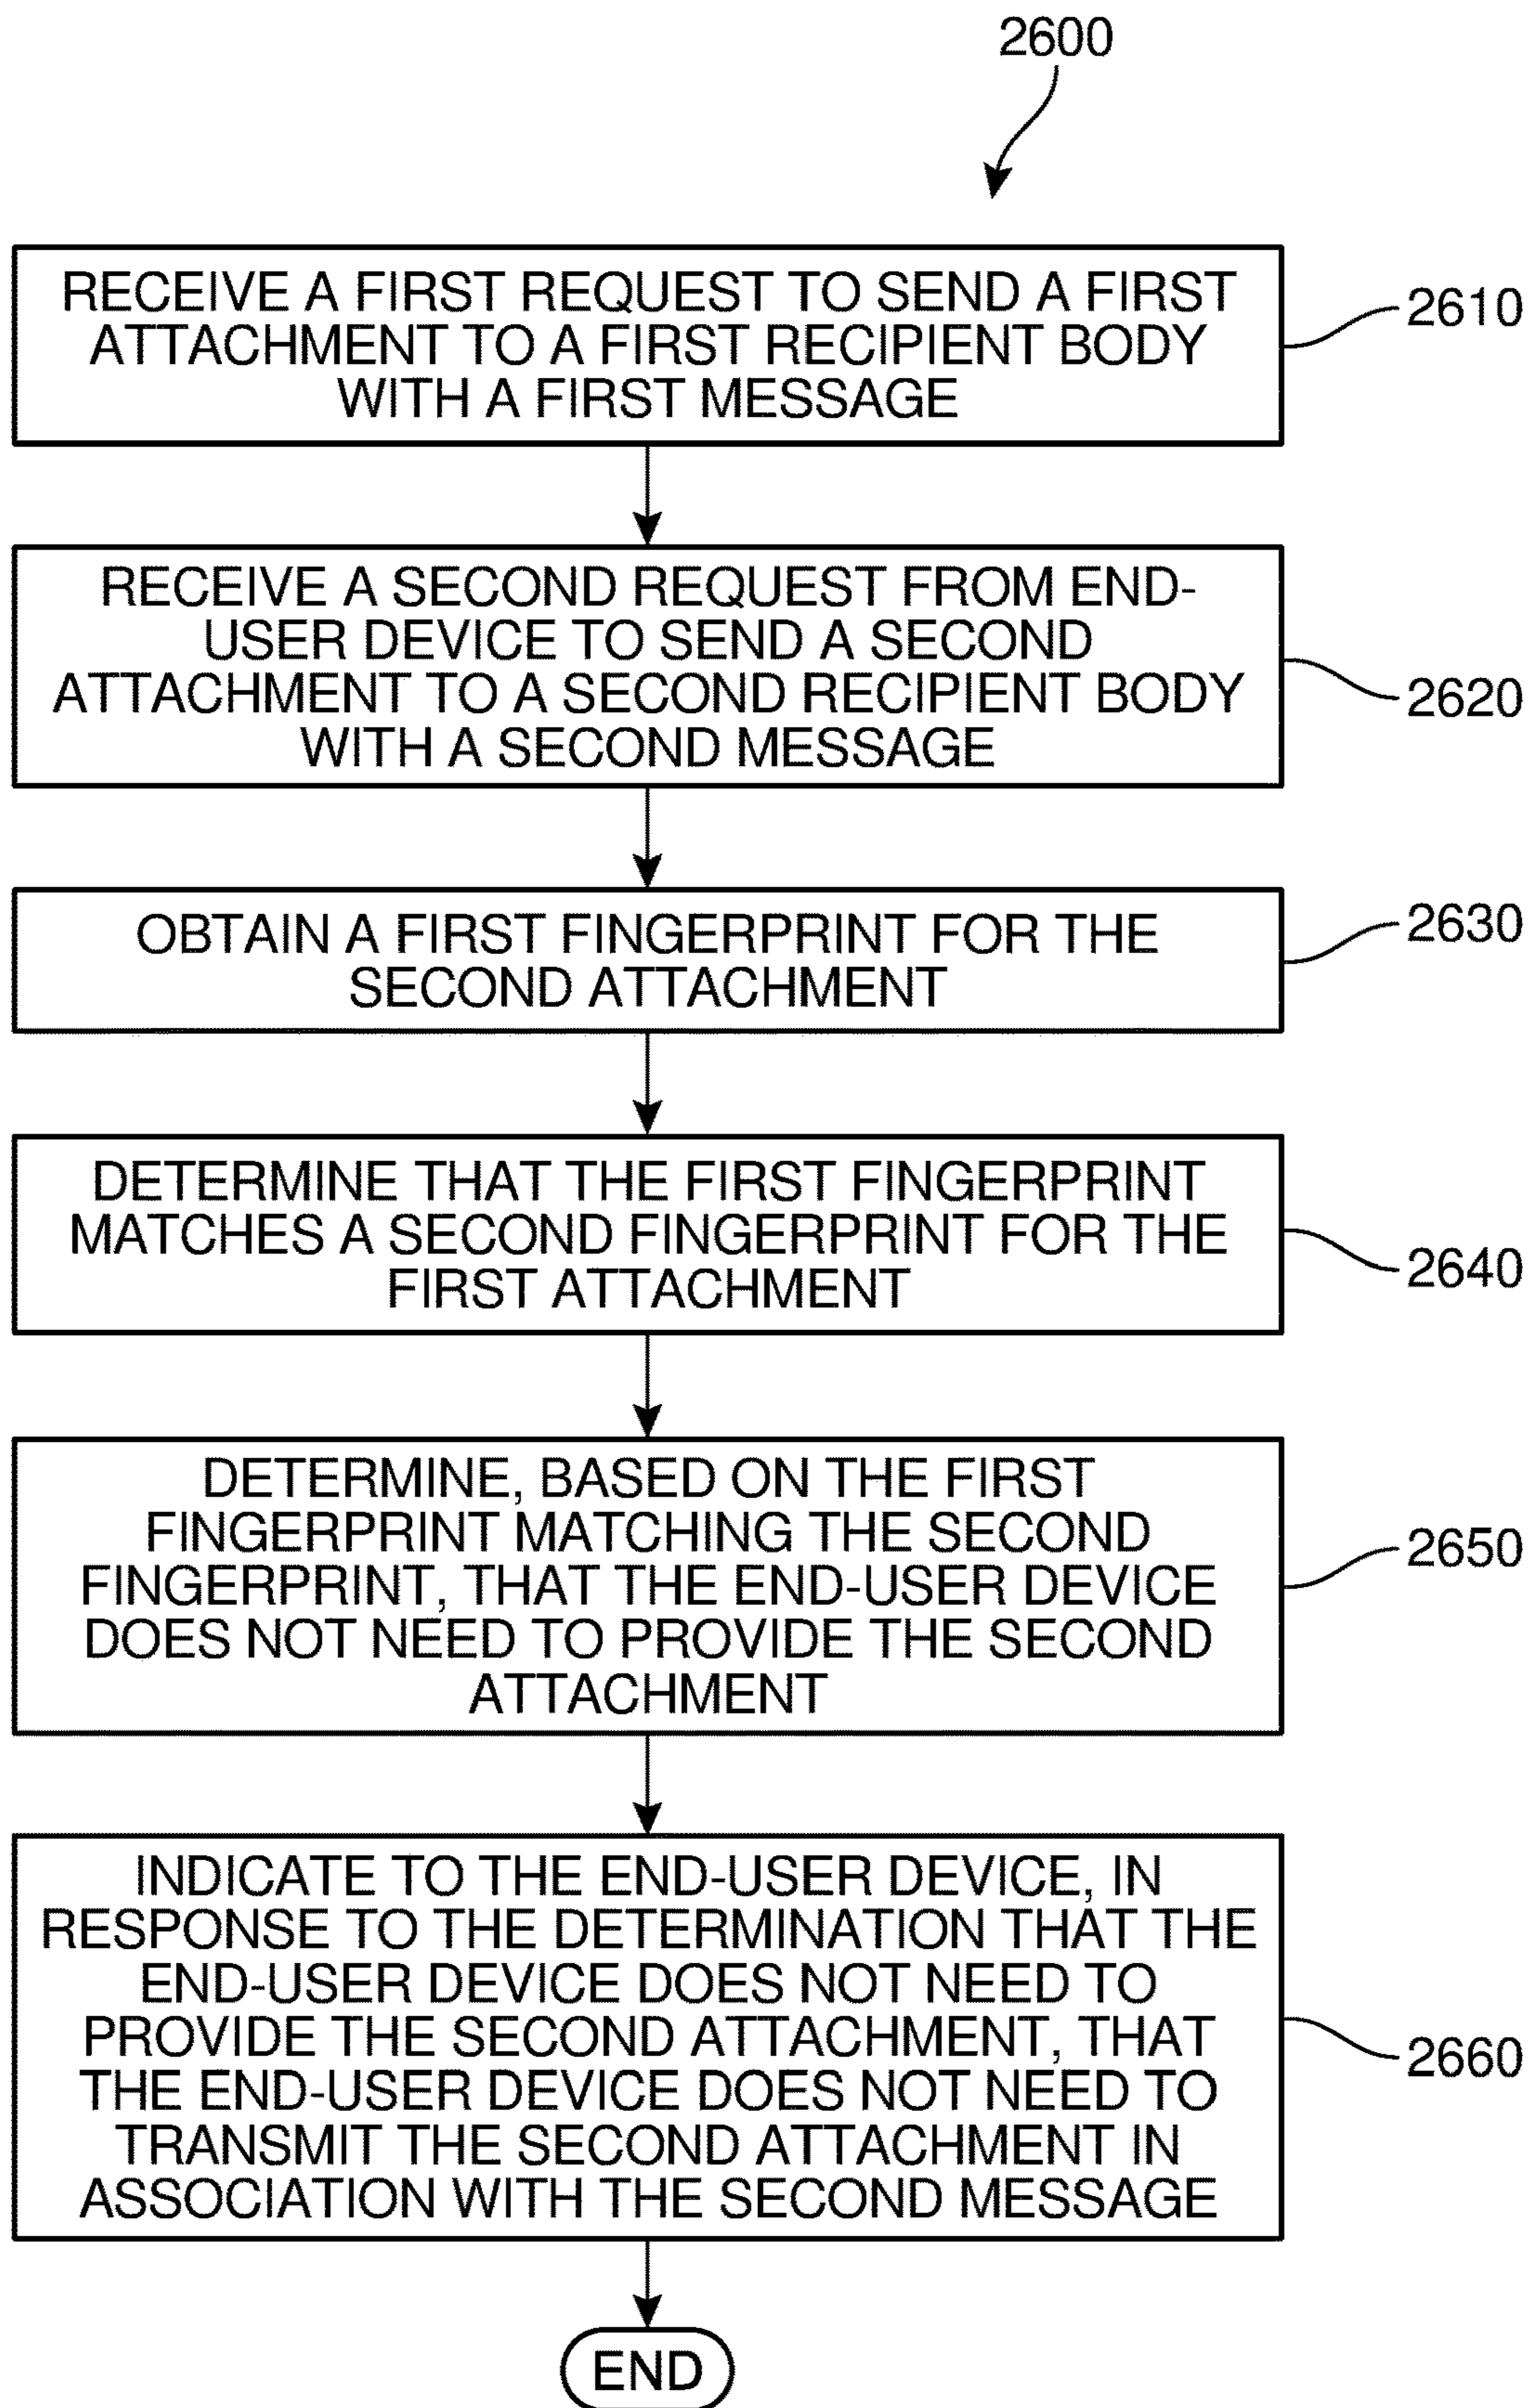 2600
RECEIVE A FIRST REQUEST TO SEND A FIRST
ATTACHMENT TO A FIRST RECIPIENT BODY
WITH A FIRST MESSAGE
2610
RECEIVE A SECOND REQUEST FROM END-
USER DEVICE TO SEND A SECOND
ATTACHMENT TO A SECOND RECIPIENT BODY
WITH A SECOND MESSAGE
2620
OBTAIN A FIRST FINGERPRINT FOR THE
SECOND ATTACHMENT
2630
DETERMINE THAT THE FIRST FINGERPRINT
MATCHES A SECOND FINGERPRINT FOR THE
FIRST ATTACHMENT
2640
DETERMINE, BASED ON THE FIRST
FINGERPRINT MATCHING THE SECOND
FINGERPRINT, THAT THE END-USER DEVICE
DOES NOT NEED TO PROVIDE THE SECOND
ATTACHMENT
2650
INDICATE TO THE END-USER DEVICE, IN
RESPONSE TO THE DETERMINATION THAT THE
END-USER DEVICE DOES NOT NEED TO
PROVIDE THE SECOND ATTACHMENT, THAT
THE END-USER DEVICE DOES NOT NEED TO
TRANSMIT THE SECOND ATTACHMENT IN
ASSOCIATION WITH THE SECOND MESSAGE
2660
END